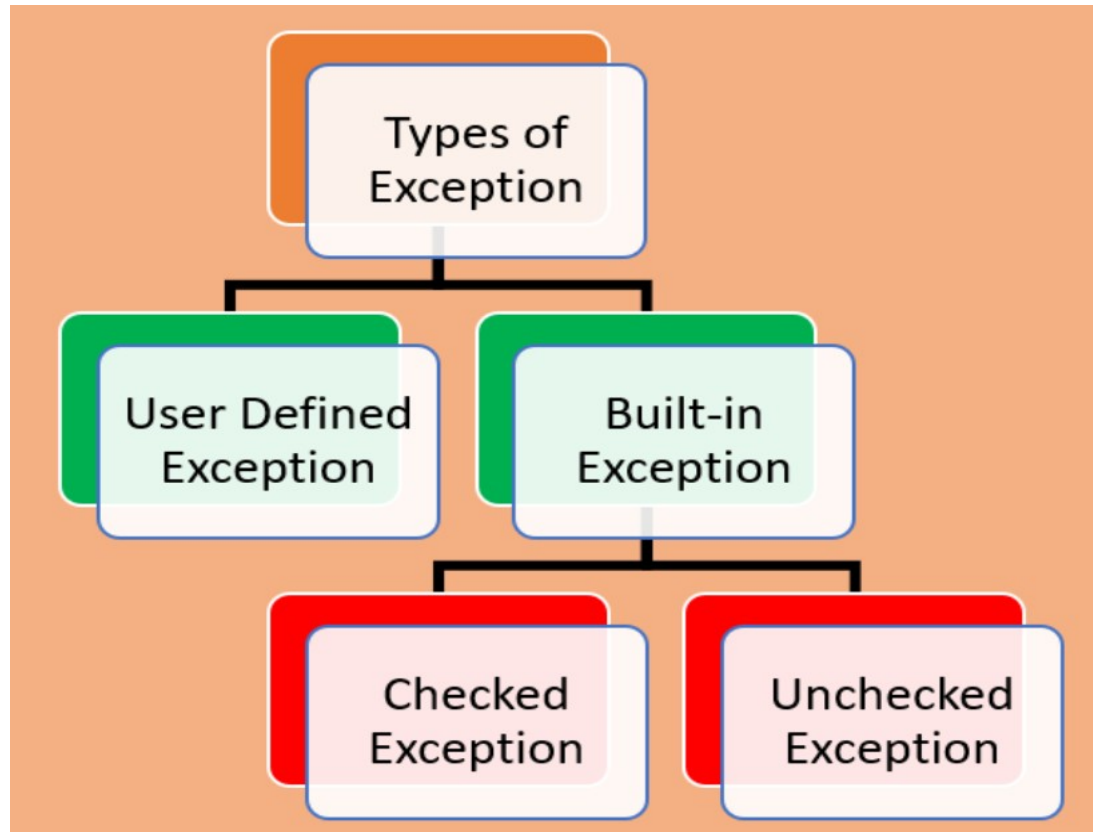 Types of
Exception
User Defined
Exception
Built-in
Exception
Checked
Exception
Unchecked
Exception